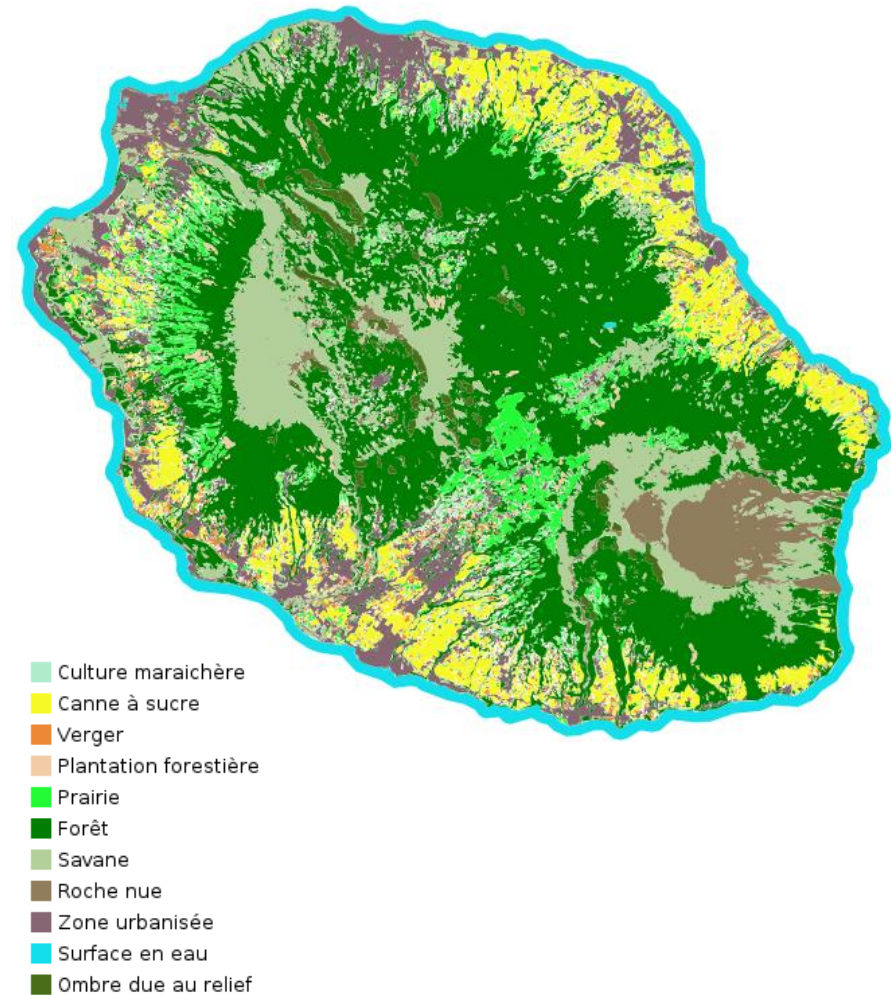 Culture maraichère
Canne à sucre
Verger
Plantation forestière
Prairie
Forêt
Savane
Roche nue
Zone urbanisée
Surface en eau
Ombre due au relief